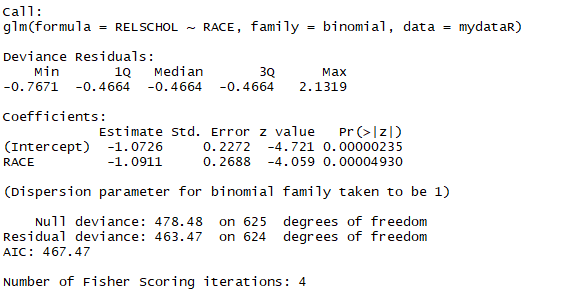 Call:
glm(formula = RELSCHOL ~ RACE, family = binomial, data = mydataR)
Deviance Residuals:
Min 1Q Median 3Q Max
-0.7671 -0.4664 -0.4664 -0.4664 2.1319
Coefficients:
Estimate Std. Error z value Pr(>|z|)
(Intercept) -1.0726 0.2272 -4.721 0.00000235
RACE -1.0911 0.2688 -4.059 0.00004930
(Dispersion parameter for binomial family taken to be 1)
Null deviance: 478.48 on 625 degrees of freedom
Residual deviance: 463.47 on 624 degrees of freedom
AIC: 467.47
Number of Fisher Scoring iterations: 4